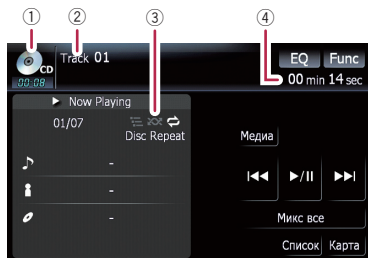 ① ② ③ ④
CD Track 01 EQ Func
00:08 00 min 14 sec
Now Playing
01/07
Disc Repeat Медиа
-
-
-
Микс все
Список Карта